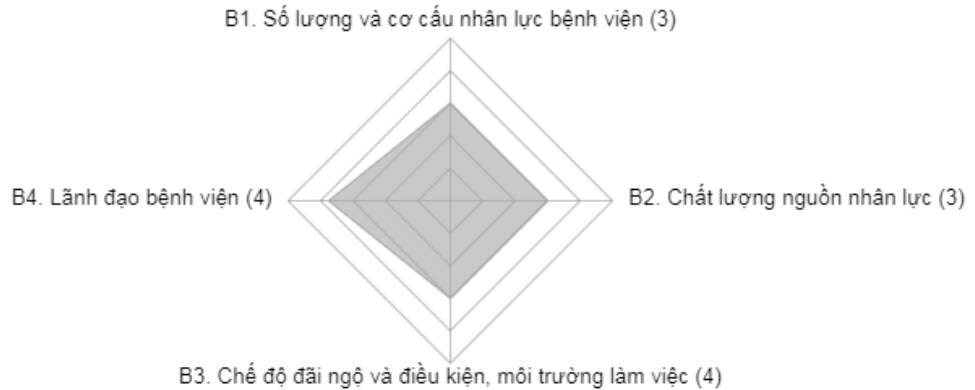 B1. Số lượng và cơ cấu nhân lực bệnh viện (3)
B4. Lãnh đạo bệnh viện (4)
B2. Chất lượng nguồn nhân lực (3)
B3. Chế độ đãi ngộ và điều kiện, môi trường làm việc (4)